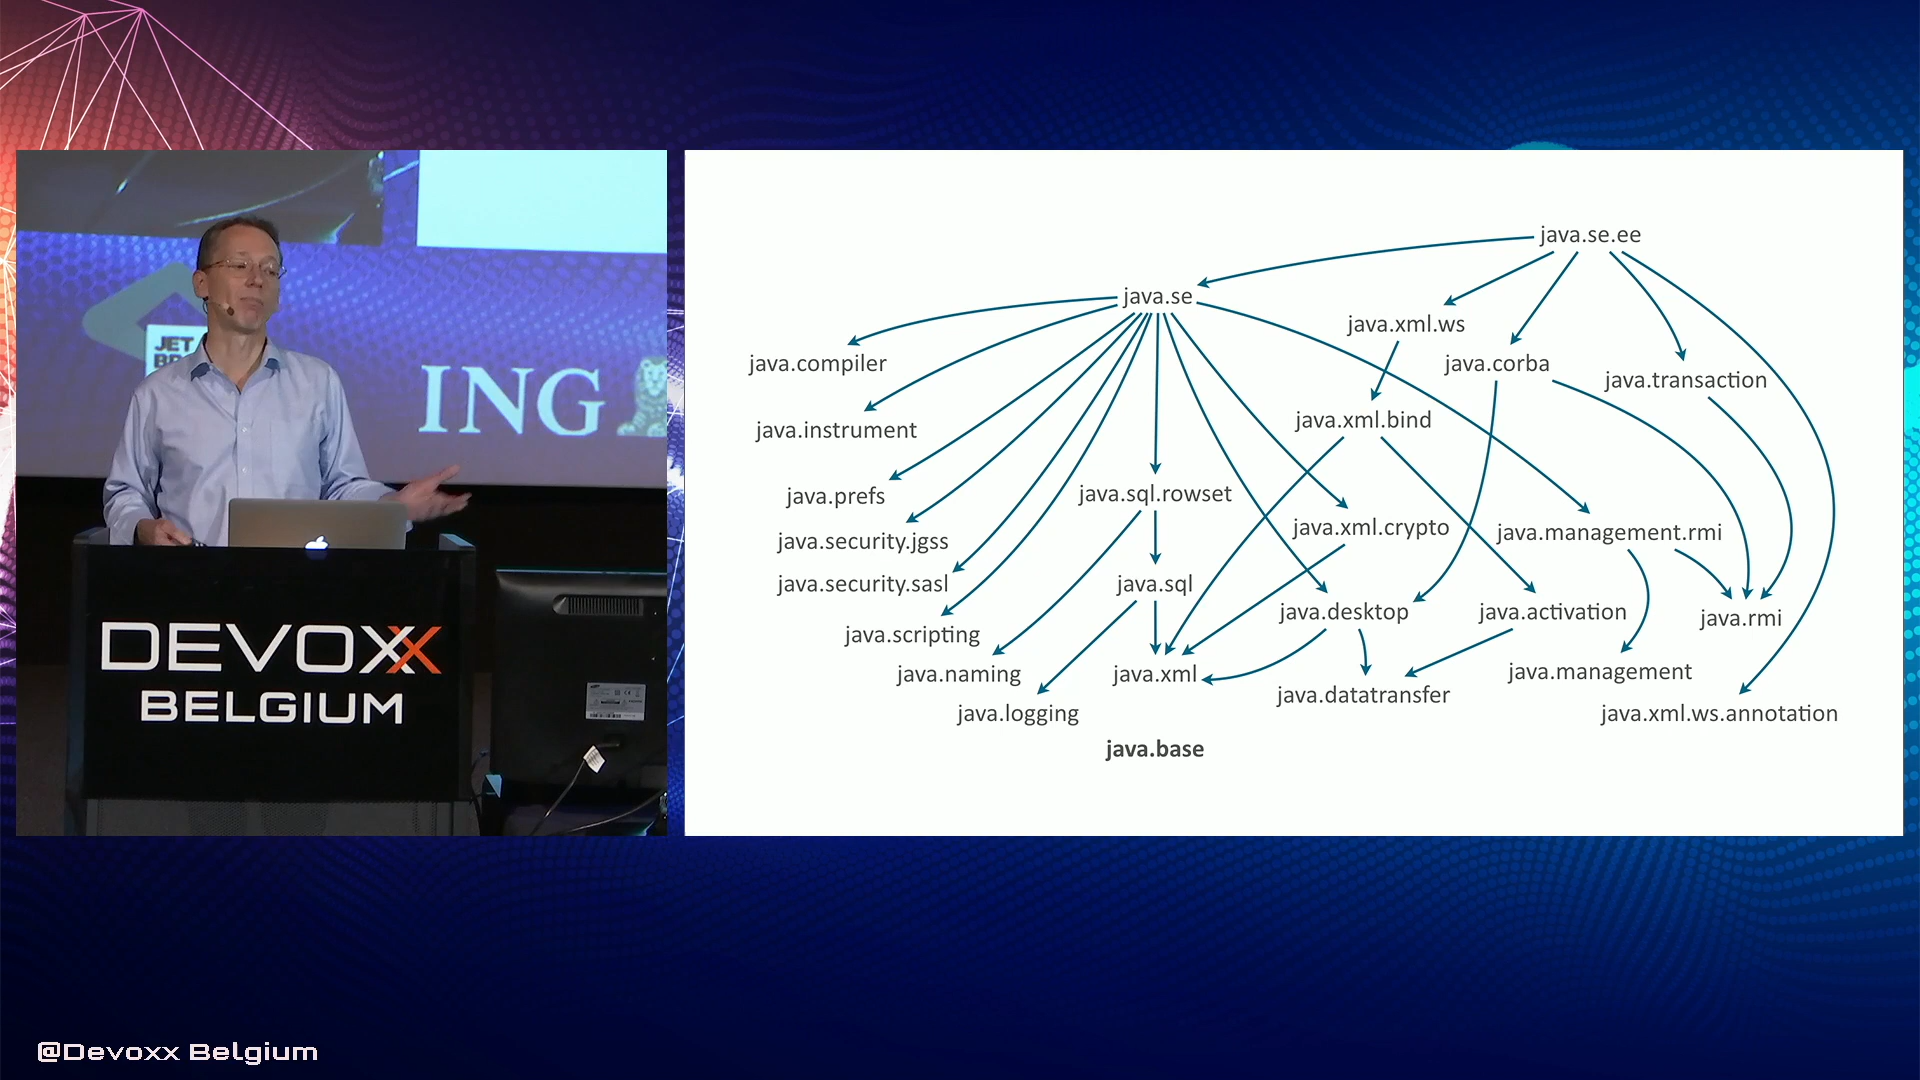 JET
ING
DEVOXX
BELGIUM
java.se.ee
java.se
java.xml.ws
java.compiler
java.corba
java.transaction
java.instrument
java.xml.bind
java.prefs
java.sql.rowset
java.xml.crypto
java.management.rmi
java.security.jgss
java.security.sasl
java.sql
java.desktop
java.activation
java.rmi
java.scripting
java.naming
java.xml
java.management
java.datatransfer
java.logging
java.xml.ws.annotation
java.base
@Devoxx Belgium